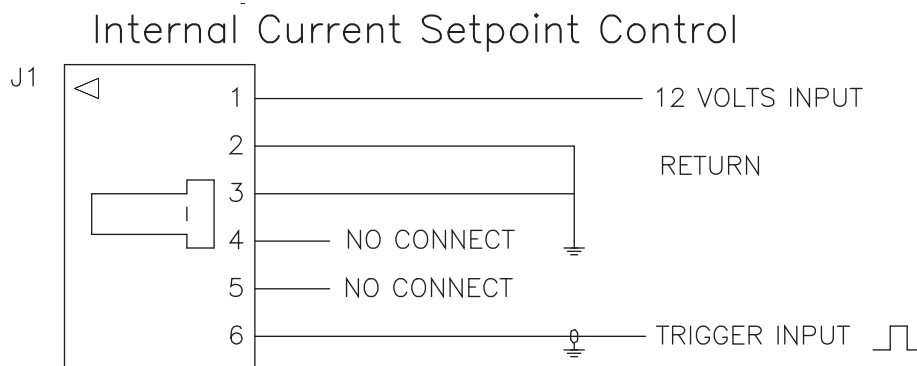 Internal Current Setpoint Control
J1
1 12 VOLTS INPUT
2
RETURN
3
4 NO CONNECT
5 NO CONNECT
6 TRIGGER INPUT